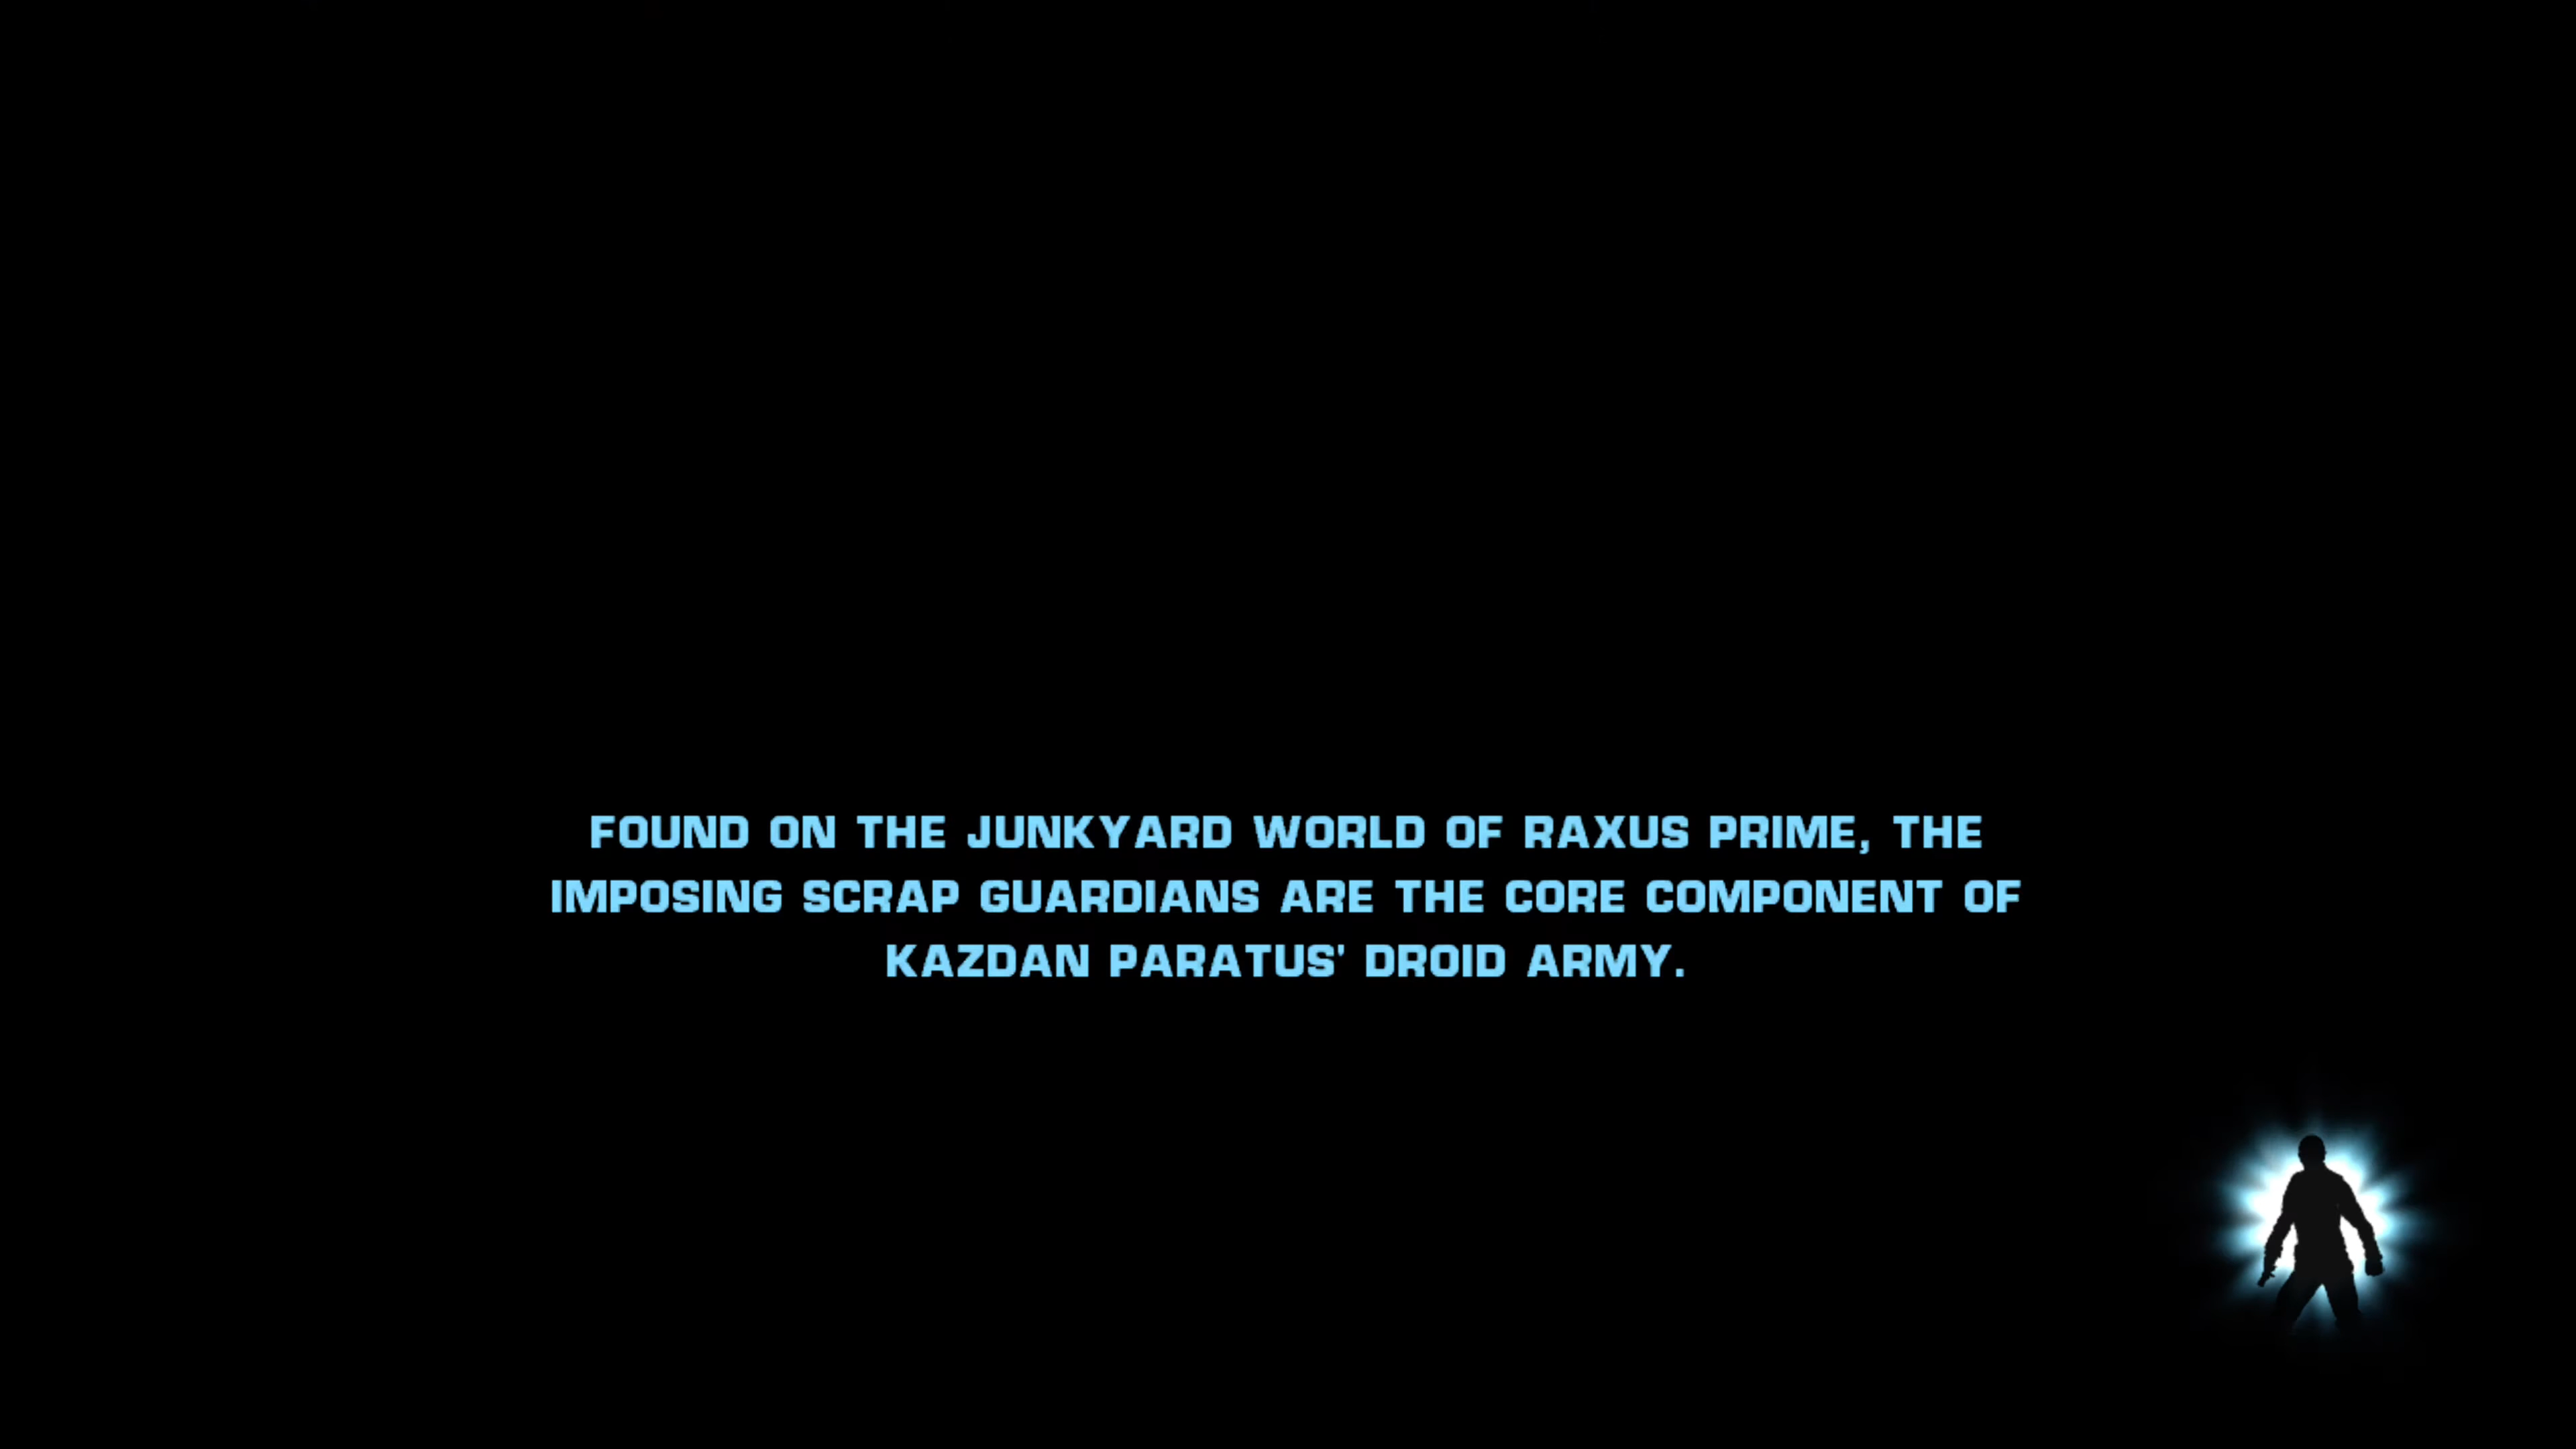 FOUND ON THE JUNKYARD WORLD OF RAXUS PRIME, THE
IMPOSING SCRAP GUARDIANS ARE THE CORE COMPONENT OF
KAZDAN PARATUS' DROID ARMY.